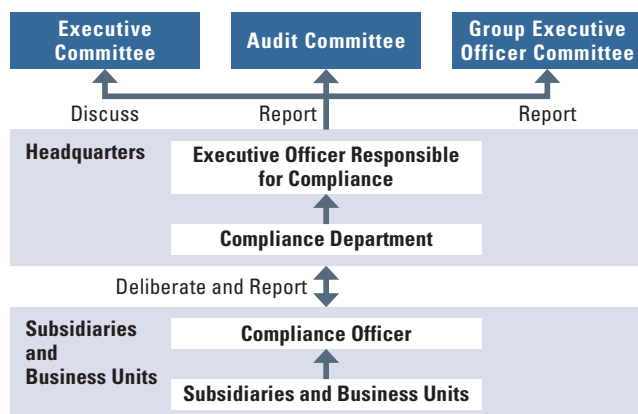 Executive
Committee
Audit Committee
Group Executive
Officer Committee
Discuss
Report
Report
Headquarters
Executive Officer Responsible
for Compliance
Compliance Department
Deliberate and Report
Subsidiaries
and
Business Units
Compliance Officer
Subsidiaries and Business Units